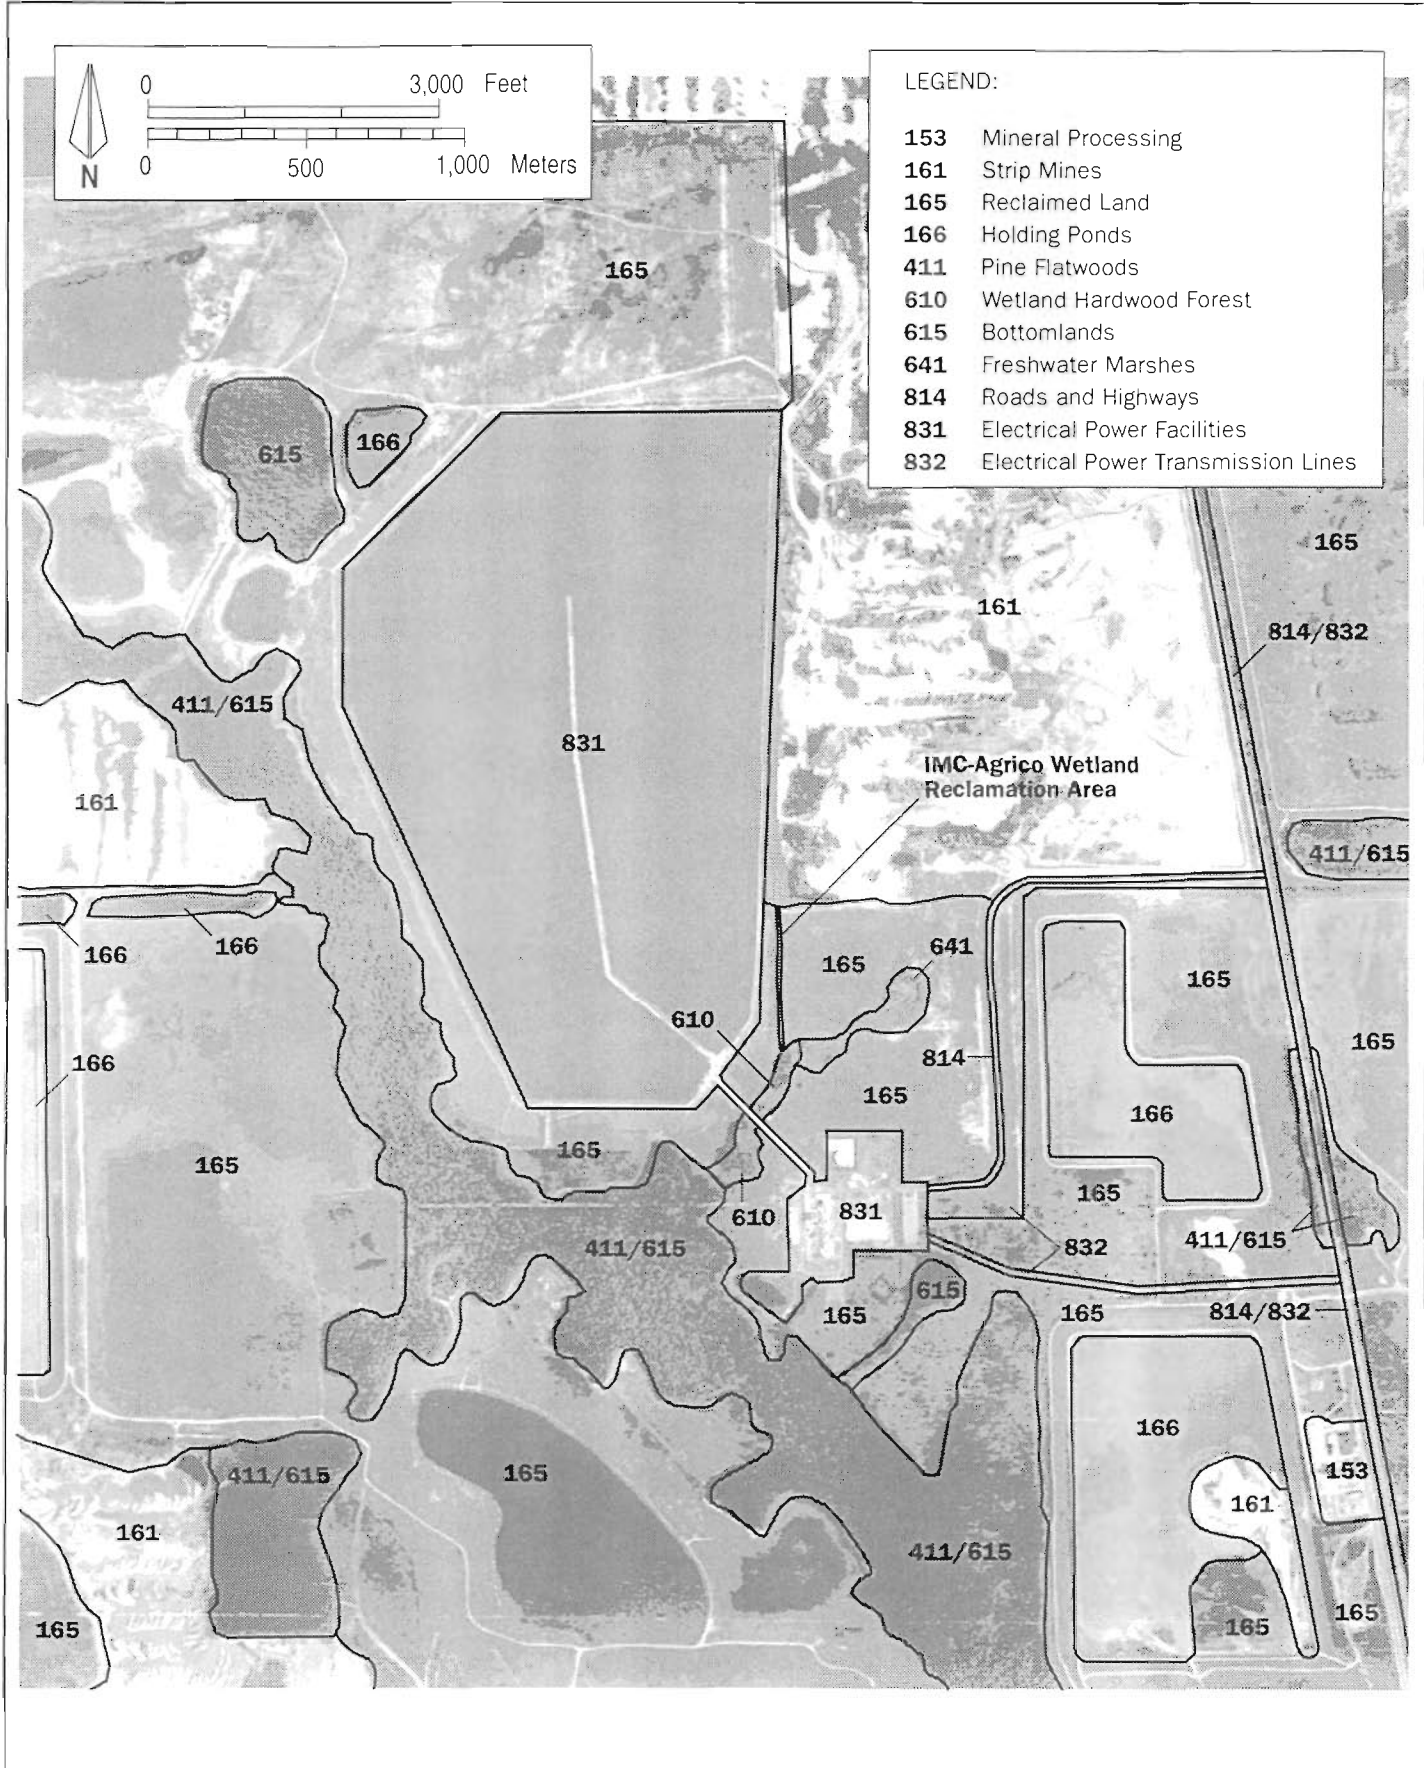 0 3,000 Feet
0 500 1,000 Meters
N
LEGEND:
153 Mineral Processing
161 Strip Mines
165 Reclaimed Land
166 Holding Ponds
411 Pine Flatwoods
610 Wetland Hardwood Forest
615 Bottomlands
641 Freshwater Marshes
814 Roads and Highways
831 Electrical Power Facilities
832 Electrical Power Transmission Lines
165
615
166
165
161
814/832
411/615
831
161
IMC-Agrico Wetland
Reclamation Area
411/615
166
166
165
641
165
610
165
166
814
165
166
165
165
165
610
831
411/615
832
411/615
615
165
165
814/832
166
411/615
165
153
161
161
411/615
165
165
165